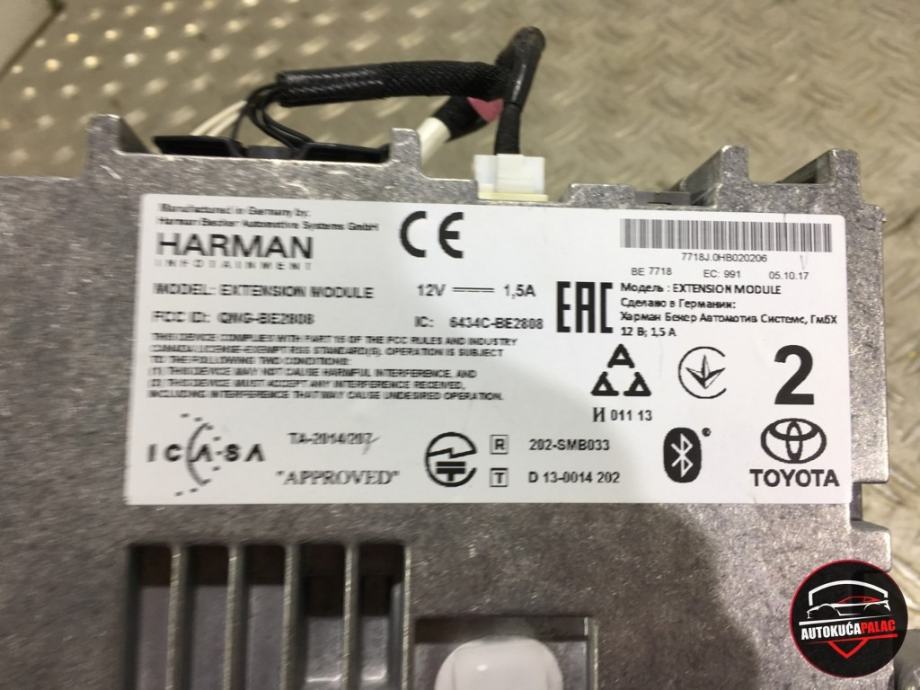 Manufactured in Germany by:
Harman Becker Automotive Systems GmbH
HARMAN
INFOTAINMENT
CE
7718J.0HB020206
BE 7718 EC: 991 05.10.17
MODEL: EXTENSION MODULE 12V 1,5A
FCC ID: QMG-BE2808 IC: 6434C-BE2808
EAC
Модель : EXTENSION MODULE
Сделано в Германии:
Харман Бекер Аутомотив Системс, ГмбХ
12 В; 1,5 А
THIS DEVICE COMPLIES WITH PART 15 OF THE FCC RULES AND INDUSTRY
CANADA LICENSE-EXEMPT RSS STANDARD(S). OPERATION IS SUBJECT
TO THE FOLLOWING TWO CONDITIONS:
(1) THIS DEVICE MAY NOT CAUSE HARMFUL INTERFERENCE, AND
(2) THIS DEVICE MUST ACCEPT ANY INTERFERENCE RECEIVED,
INCLUDING INTERFERENCE THAT MAY CAUSE UNDESIRED OPERATION.
И 011 13
2
ICASA
TA-2014/207
"APPROVED"
R 202-SMB033
T D 13-0014 202
TOYOTA
AUTOKUĆAPALAC